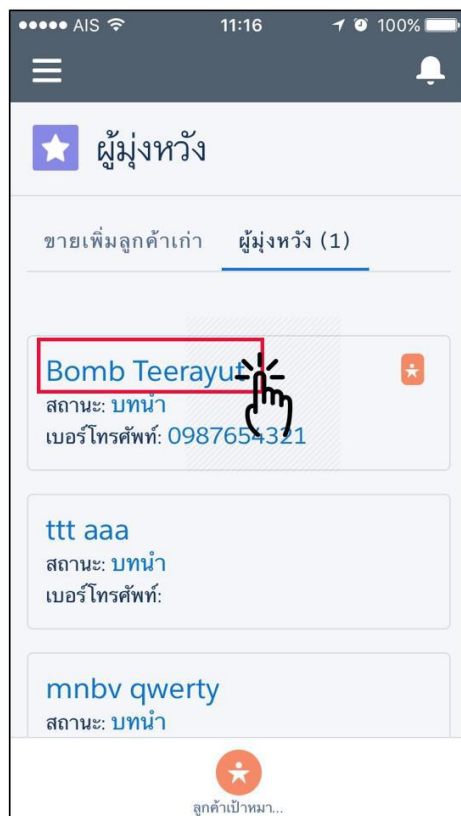 AIS 11:16 100%
ผู้มุ่งหวัง
ขายเพิ่มลูกค้าเก่า ผู้มุ่งหวัง (1)
Bomb Teerayut
สถานะ: บทนำ
เบอร์โทรศัพท์: 0987654321
ttt aaa
สถานะ: บทนำ
เบอร์โทรศัพท์:
mnbv qwerty
สถานะ: บทนำ
ลูกค้าเป้าหมา...